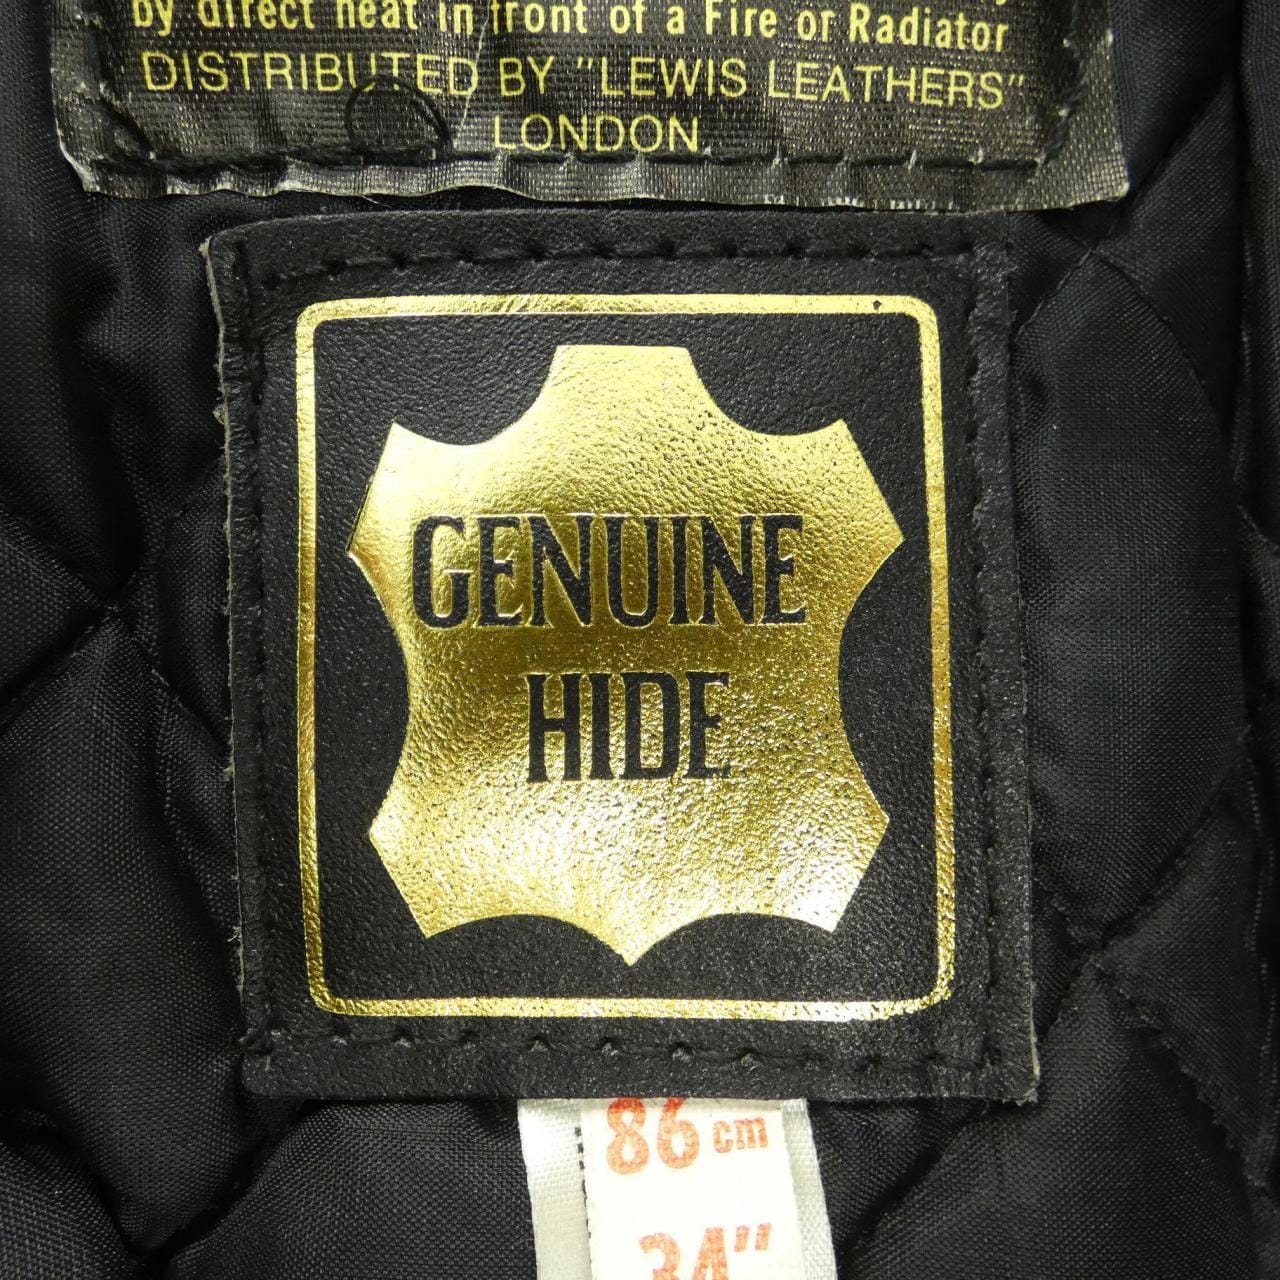 by direct heat in front of a Fire or Radiator
DISTRIBUTED BY "LEWIS LEATHERS"
LONDON
GENUINE
HIDE
86 cm
34"